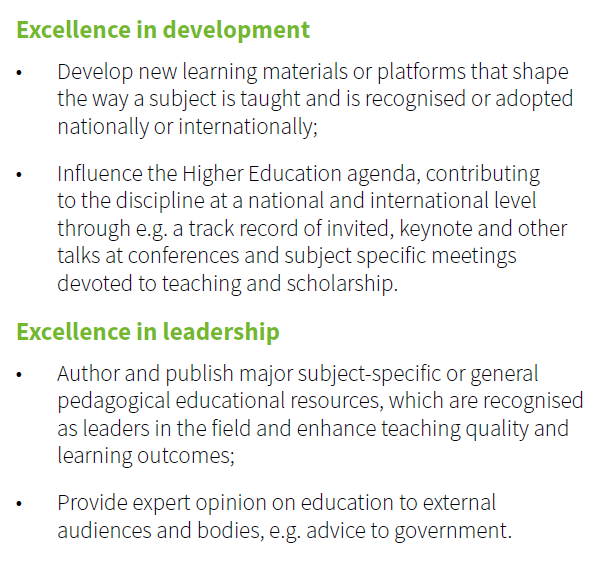 Excellence in development
• Develop new learning materials or platforms that shape
the way a subject is taught and is recognised or adopted
nationally or internationally;
• Influence the Higher Education agenda, contributing
to the discipline at a national and international level
through e.g. a track record of invited, keynote and other
talks at conferences and subject specific meetings
devoted to teaching and scholarship.
Excellence in leadership
• Author and publish major subject-specific or general
pedagogical educational resources, which are recognised
as leaders in the field and enhance teaching quality and
learning outcomes;
• Provide expert opinion on education to external
audiences and bodies, e.g. advice to government.